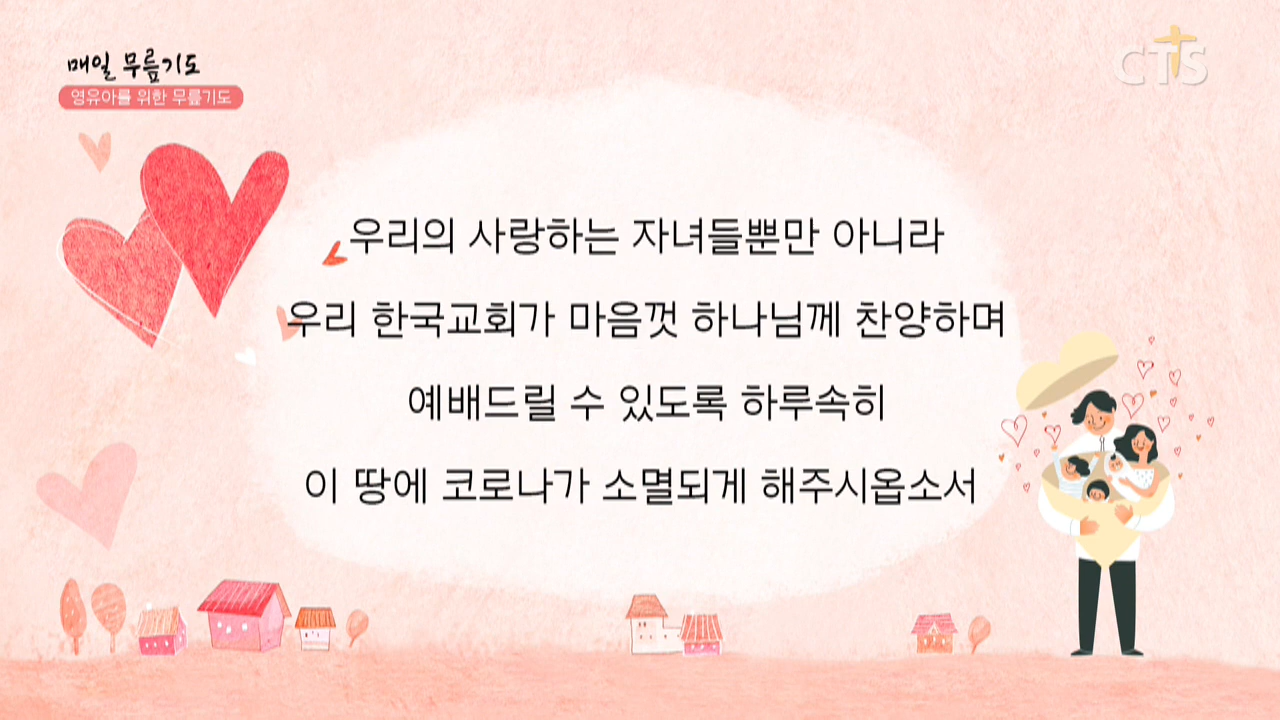 매일 무릎기도
영유아를 위한 무릎기도
CTS
우리의 사랑하는 자녀들뿐만 아니라
우리 한국교회가 마음껏 하나님께 찬양하며
예배드릴 수 있도록 하루속히
이 땅에 코로나가 소멸되게 해주시옵소서